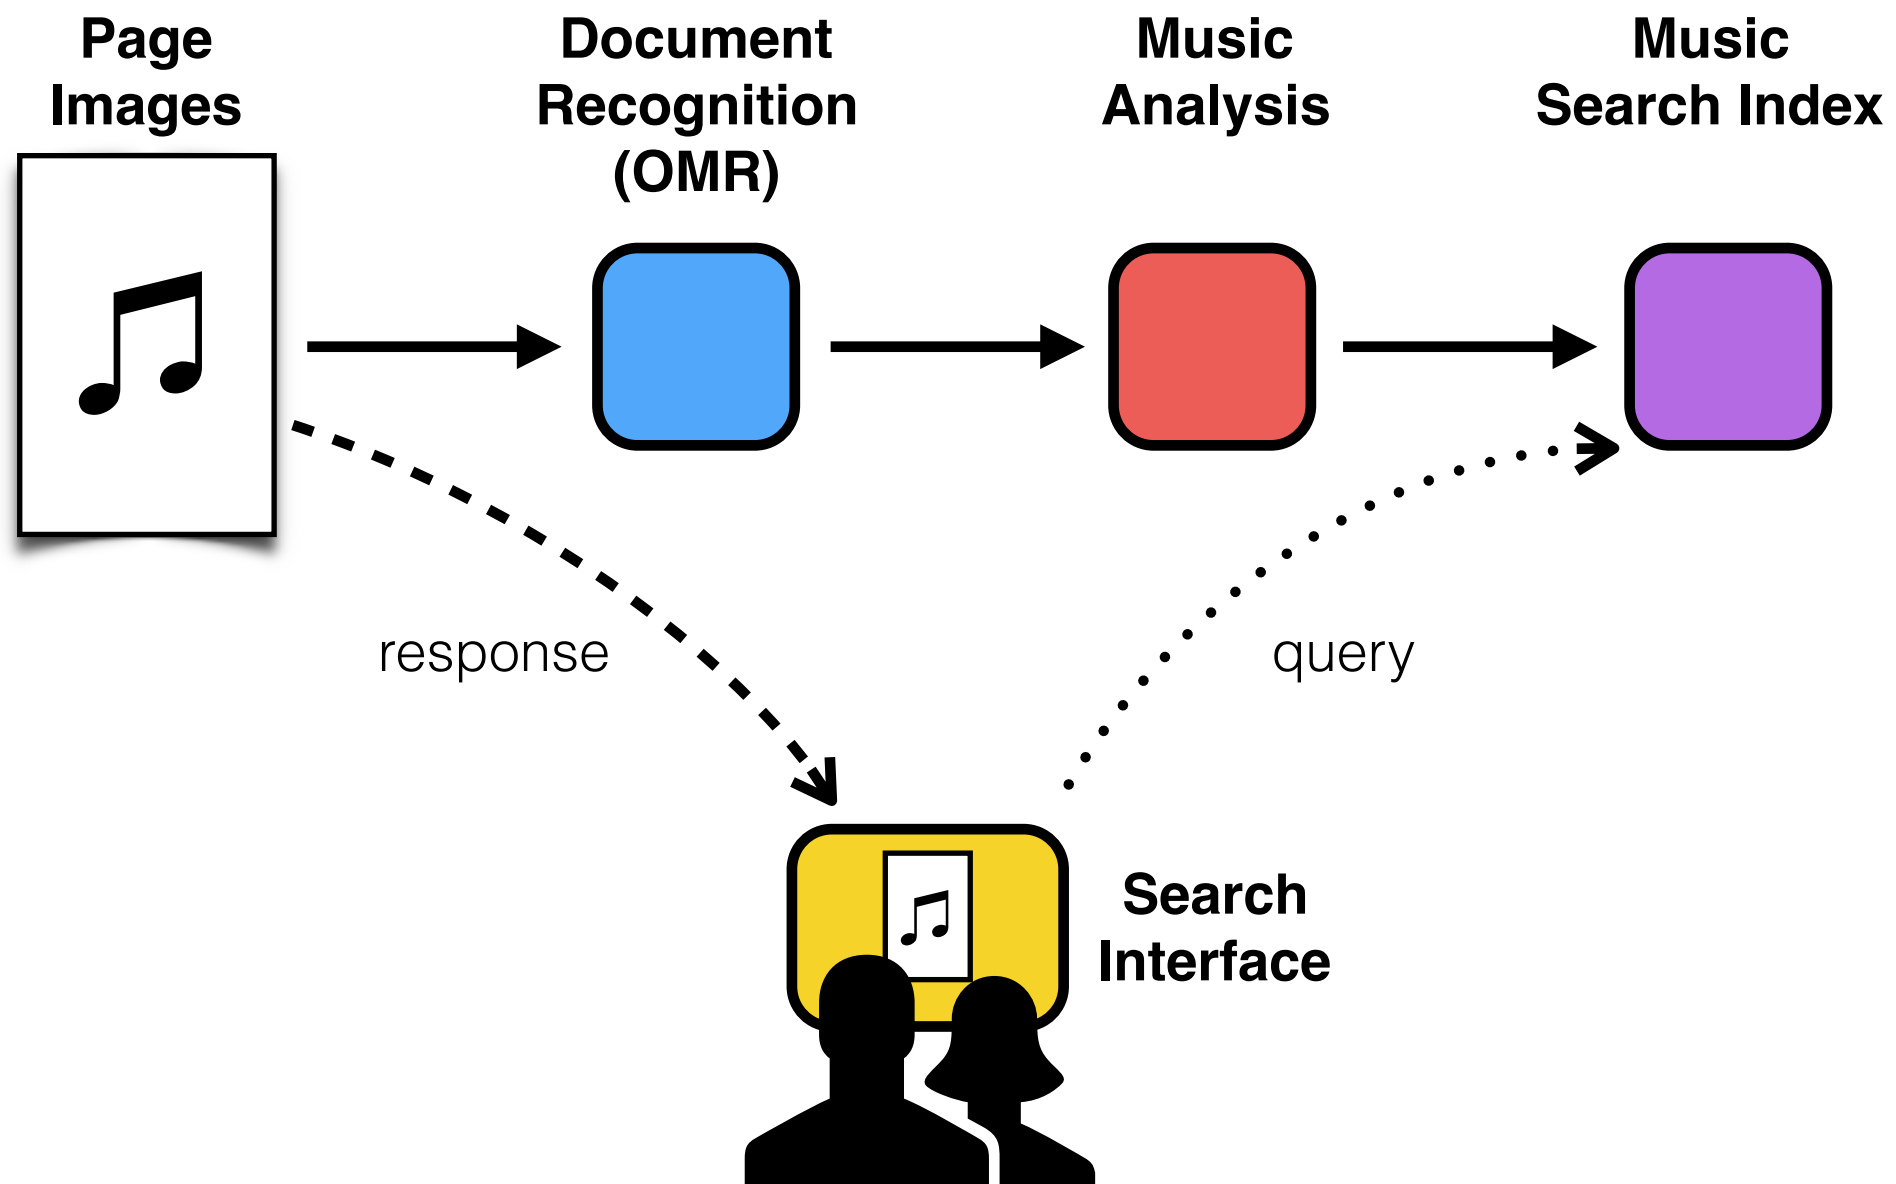 Page
Images
Document
Recognition
(OMR)
Music
Analysis
Music
Search Index
response
query
Search
Interface